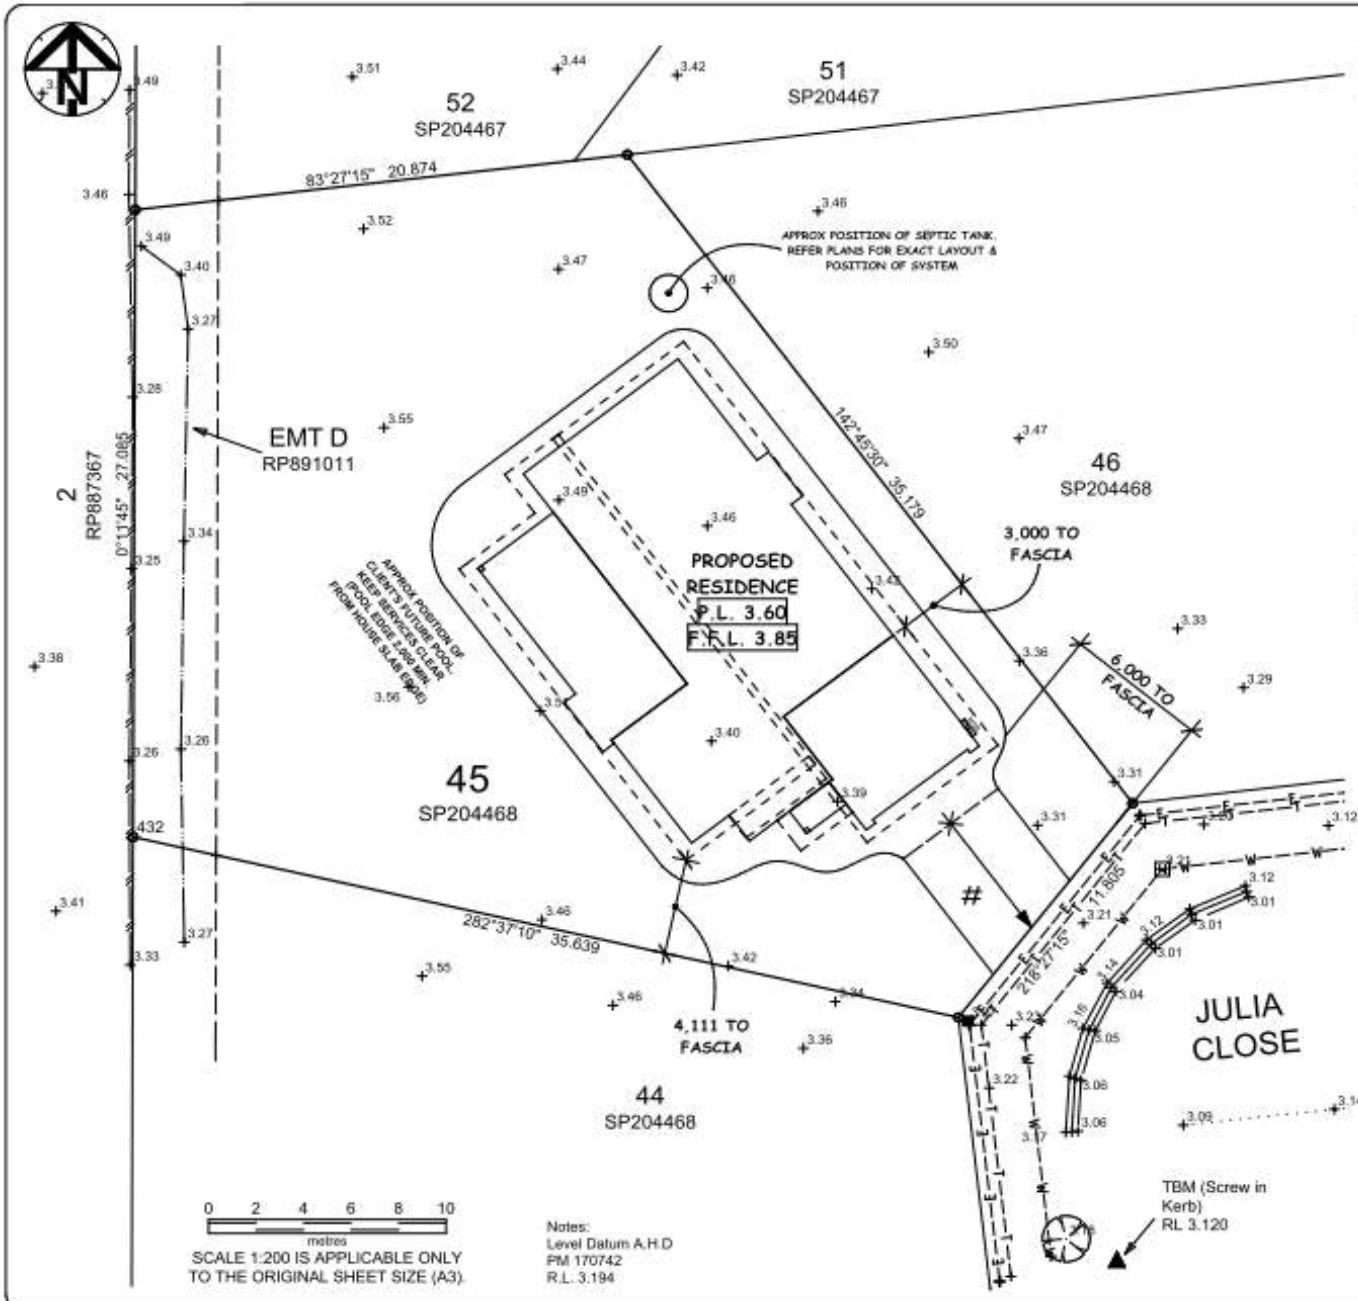 N
3.49
3.51
3.44
3.42
51
SP204467
52
SP204467
83°27'15" 20.874
3.46
3.49
3.52
3.46
APPROX POSITION OF SEPTIC TANK.
REFER PLANS FOR EXACT LAYOUT &
POSITION OF SYSTEM
3.40
3.47
3.46
3.27
3.50
3.28
3.55
142°45'30" 35.179
3.47
EMT D
RP891011
46
SP204468
2
RP887367
0°11'45" 27.085
3.49
3.46
3.34
3.25
3,000 TO
FASCIA
PROPOSED
RESIDENCE
P.L. 3.60
F.F.L. 3.85
APPROX POSITION OF
CLIENT'S FUTURE POOL.
KEEP SERVICES CLEAR
(POOL EDGE 2,000 MIN.
FROM HOUSE SLAB EDGE)
3.33
3.38
3.36
6,000 TO
FASCIA
3.29
3.56
3.40
3.26
3.26
45
SP204468
3.31
3.39
3.31
432
3.12
3.21
11.805
218°27'15"
#
3.12
3.01
3.41
3.46
282°37'10" 35.639
3.21
3.12
3.01
3.01
3.27
3.33
3.55
3.42
3.14
3.04
3.46
3.34
3.16
3.05
JULIA
CLOSE
4,111 TO
FASCIA
3.36
3.22
3.06
44
SP204468
3.09
3.17
3.06
TBM (Screw in
Kerb)
RL 3.120
0 2 4 6 8 10
metres
SCALE 1:200 IS APPLICABLE ONLY
TO THE ORIGINAL SHEET SIZE (A3).
Notes:
Level Datum A.H.D
PM 170742
R.L. 3.194